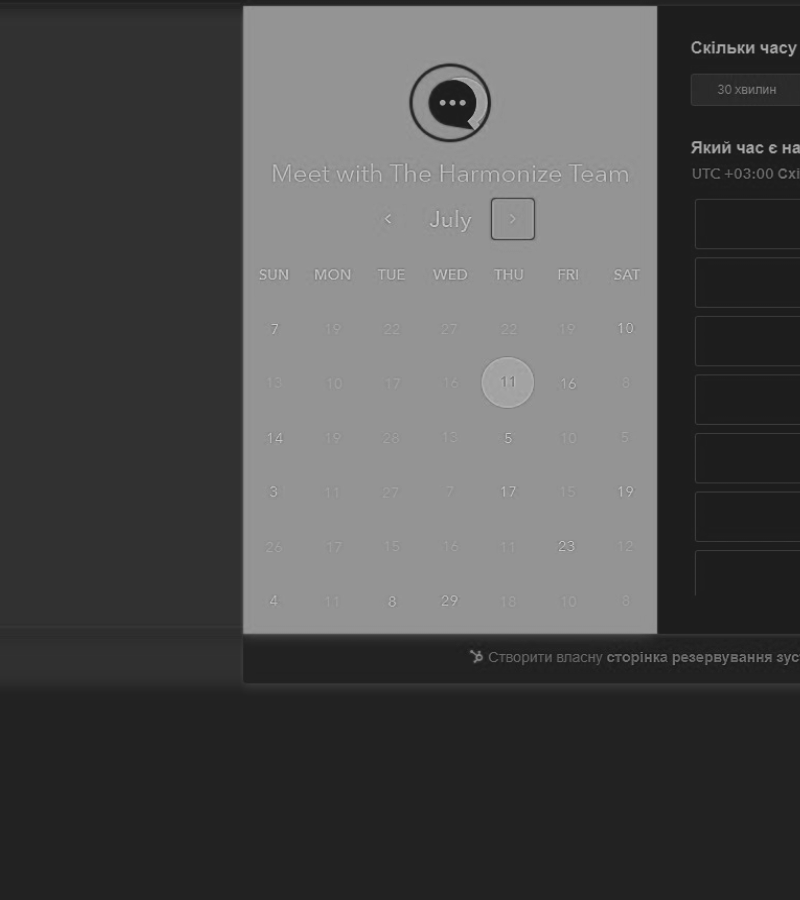 Meet with The Harmonize Team
July
SUN MON TUE WED THU FRI SAT
7 19 22 27 22 19 10
13 10 17 16 11 16 8
14 19 28 13 5 10 5
3 11 27 7 17 15 19
26 17 15 16 11 23 12
4 11 8 29 18 10 8
Скільки часу
30 хвилин
Який час є
UTC +03:00
Створити власну сторінка резервування